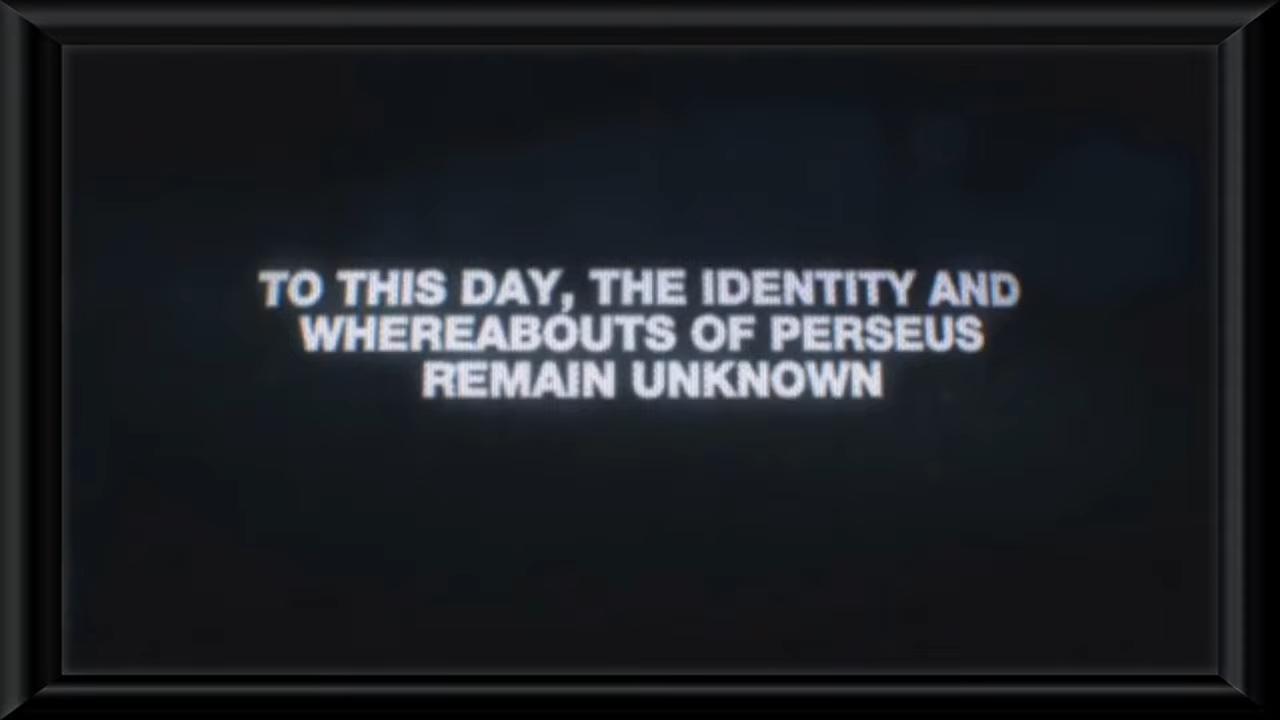 TO THIS DAY, THE IDENTITY AND
WHEREABOUTS OF PERSEUS
REMAIN UNKNOWN